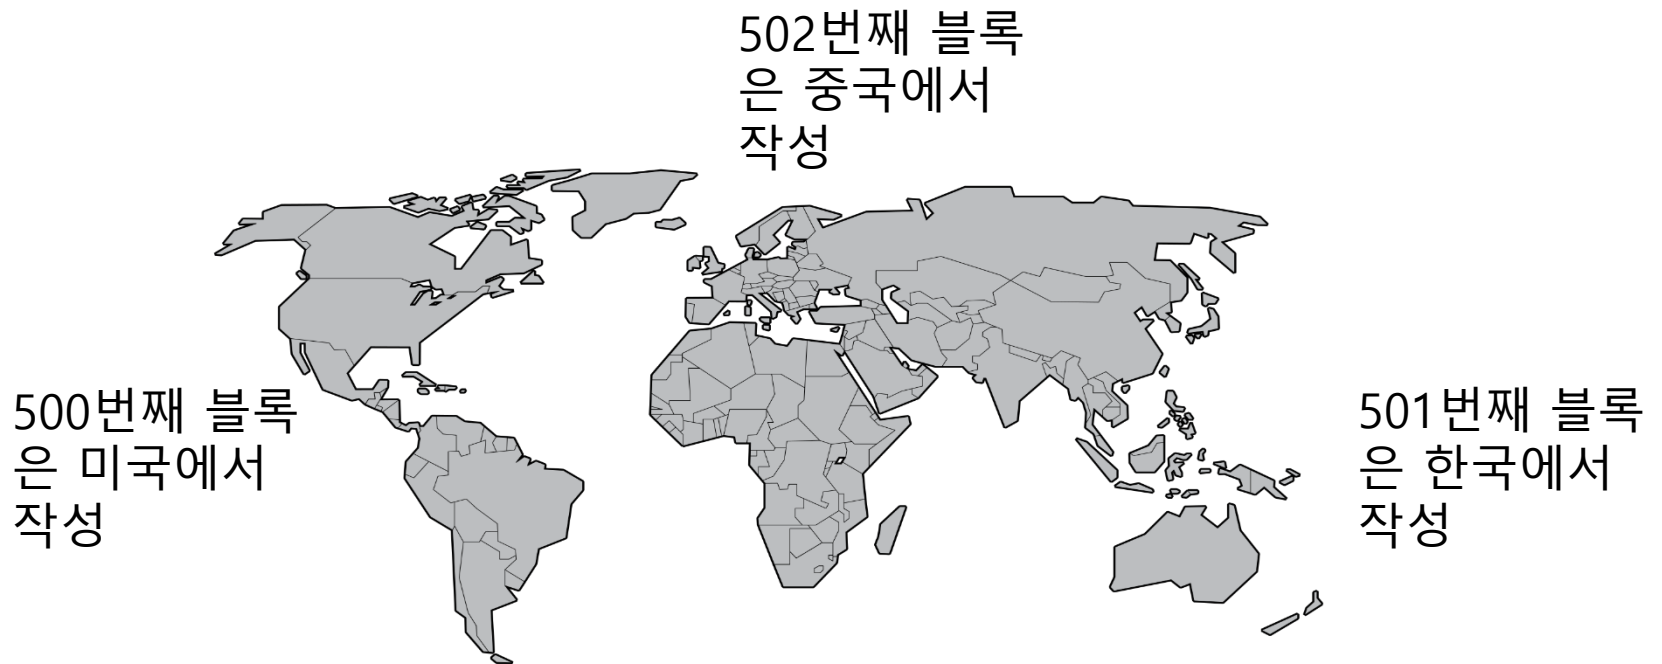 502번째 블록
은 중국에서
작성
500번째 블록
은 미국에서
작성
501번째 블록
은 한국에서
작성